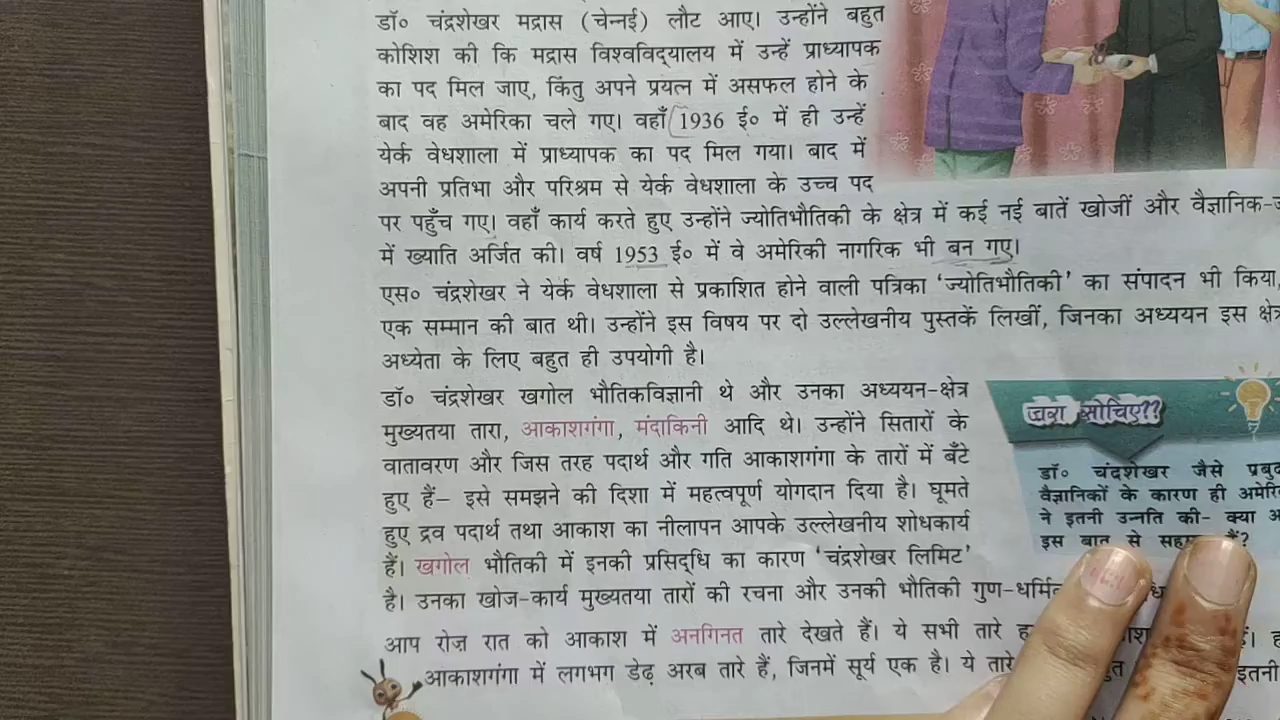 डॉ० चंद्रशेखर मद्रास (चेन्नई) लौट आए। उन्होंने बहुत
कोशिश की कि मद्रास विश्वविद्यालय में उन्हें प्राध्यापक
का पद मिल जाए, किंतु अपने प्रयत्न में असफल होने के
बाद वह अमेरिका चले गए। वहाँ 1936 ई० में ही उन्हें
येर्क वेधशाला में प्राध्यापक का पद मिल गया। बाद में
अपनी प्रतिभा और परिश्रम से येर्क वेधशाला के उच्च पद
पर पहुँच गए। वहाँ कार्य करते हुए उन्होंने ज्योतिभौतिकी के क्षेत्र में कई नई बातें खोजीं और वैज्ञानिक-
में ख्याति अर्जित की। वर्ष 1953 ई० में वे अमेरिकी नागरिक भी बन गए।
एस० चंद्रशेखर ने येर्क वेधशाला से प्रकाशित होने वाली पत्रिका 'ज्योतिभौतिकी' का संपादन भी किया,
एक सम्मान की बात थी। उन्होंने इस विषय पर दो उल्लेखनीय पुस्तकें लिखीं, जिनका अध्ययन इस
अध्येता के लिए बहुत ही उपयोगी है।
डॉ० चंद्रशेखर खगोल भौतिकविज्ञानी थे और उनका अध्ययन-क्षेत्र
मुख्यतया तारा, आकाशगंगा, मंदाकिनी आदि थे। उन्होंने सितारों के
वातावरण और जिस तरह पदार्थ और गति आकाशगंगा के तारों में बँटे
हुए हैं– इसे समझने की दिशा में महत्वपूर्ण योगदान दिया है। घूमते
हुए द्रव पदार्थ तथा आकाश का नीलापन आपके उल्लेखनीय शोधकार्य
हैं। खगोल भौतिकी में इनकी प्रसिद्धि का कारण 'चंद्रशेखर लिमिट'
है। उनका खोज-कार्य मुख्यतया तारों की रचना और उनकी भौतिकी गुण-
आप रोज़ रात को आकाश में अनगिनत तारे देखते हैं। ये सभी तारे
आकाशगंगा में लगभग डेढ़ अरब तारे हैं, जिनमें सूर्य एक है। ये तारे
इतनी
ज़रा सोचिए??
डॉ० चंद्रशेखर जैसे
वैज्ञानिकों के कारण ही
ने इतनी उन्नति की– क्या
इस बात से